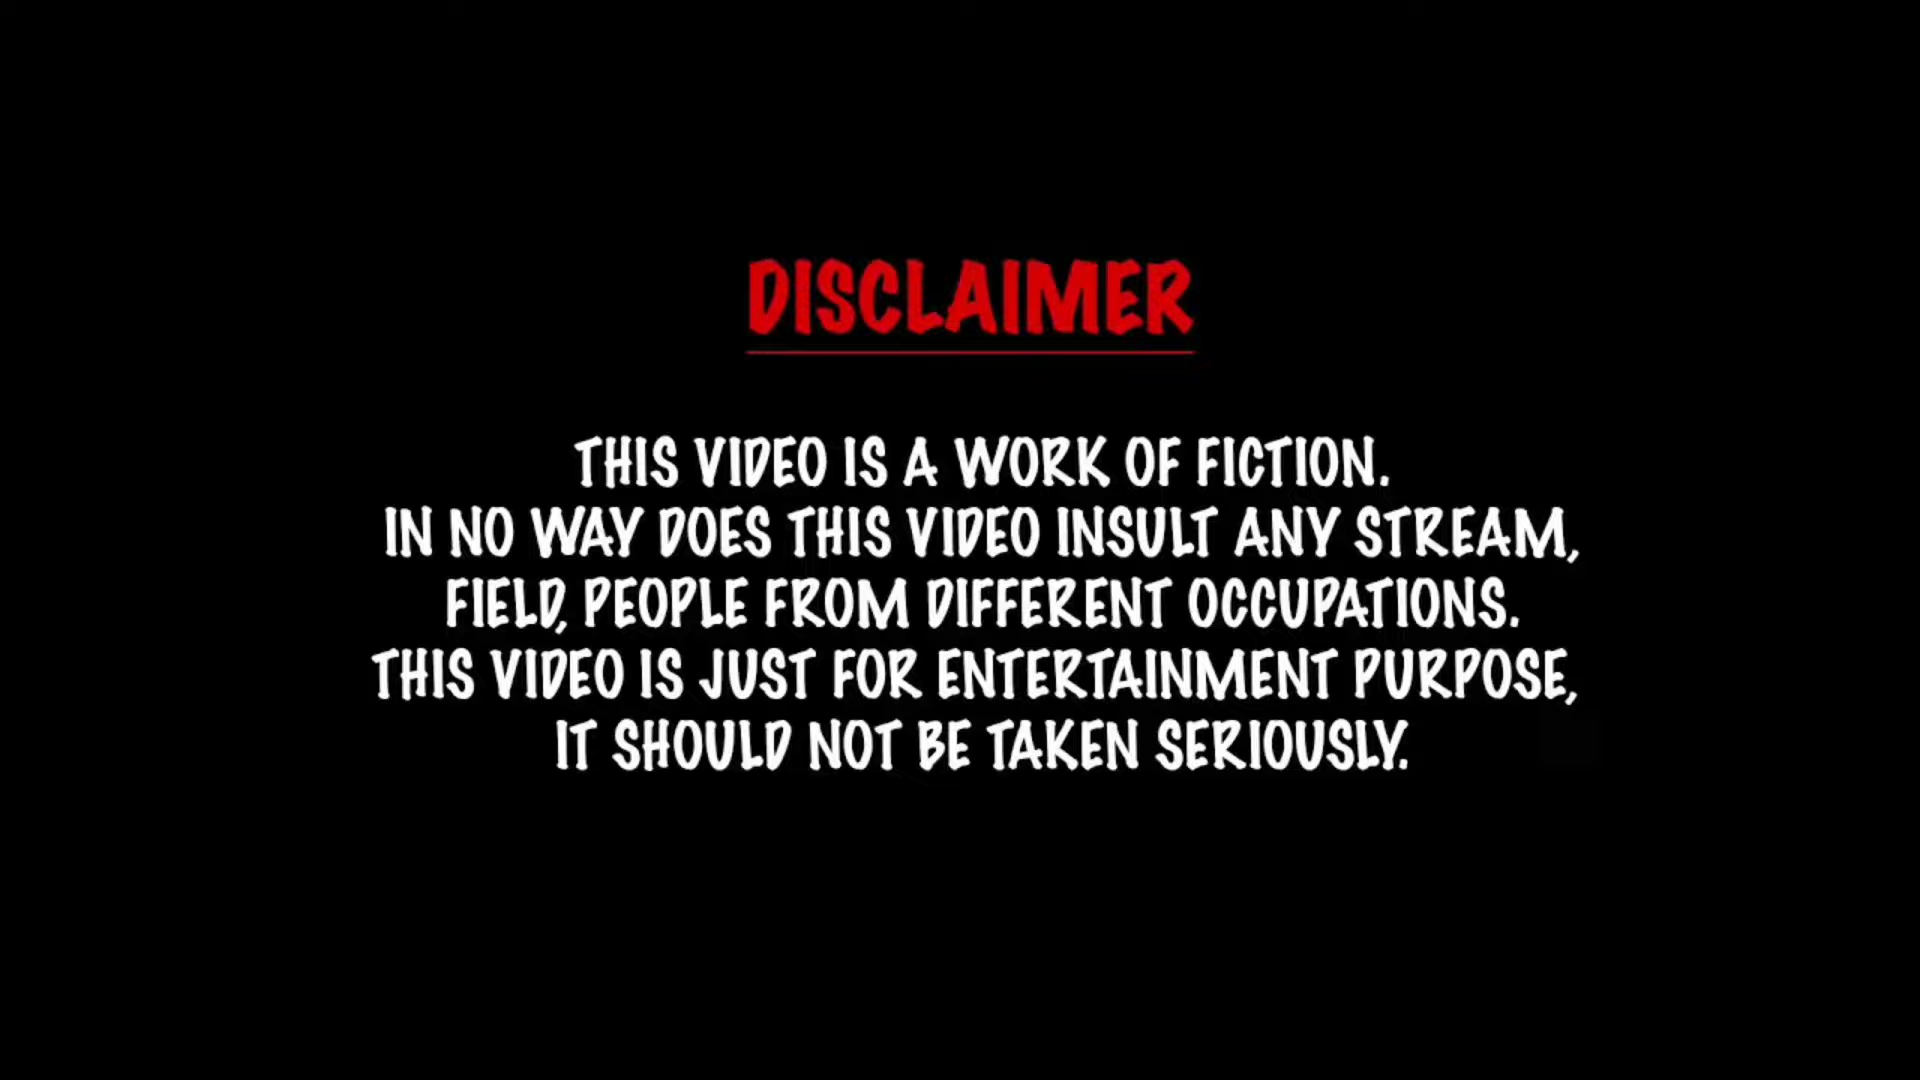 DISCLAIMER
THIS VIDEO IS A WORK OF FICTION.
IN NO WAY DOES THIS VIDEO INSULT ANY STREAM,
FIELD, PEOPLE FROM DIFFERENT OCCUPATIONS.
THIS VIDEO IS JUST FOR ENTERTAINMENT PURPOSE,
IT SHOULD NOT BE TAKEN SERIOUSLY.